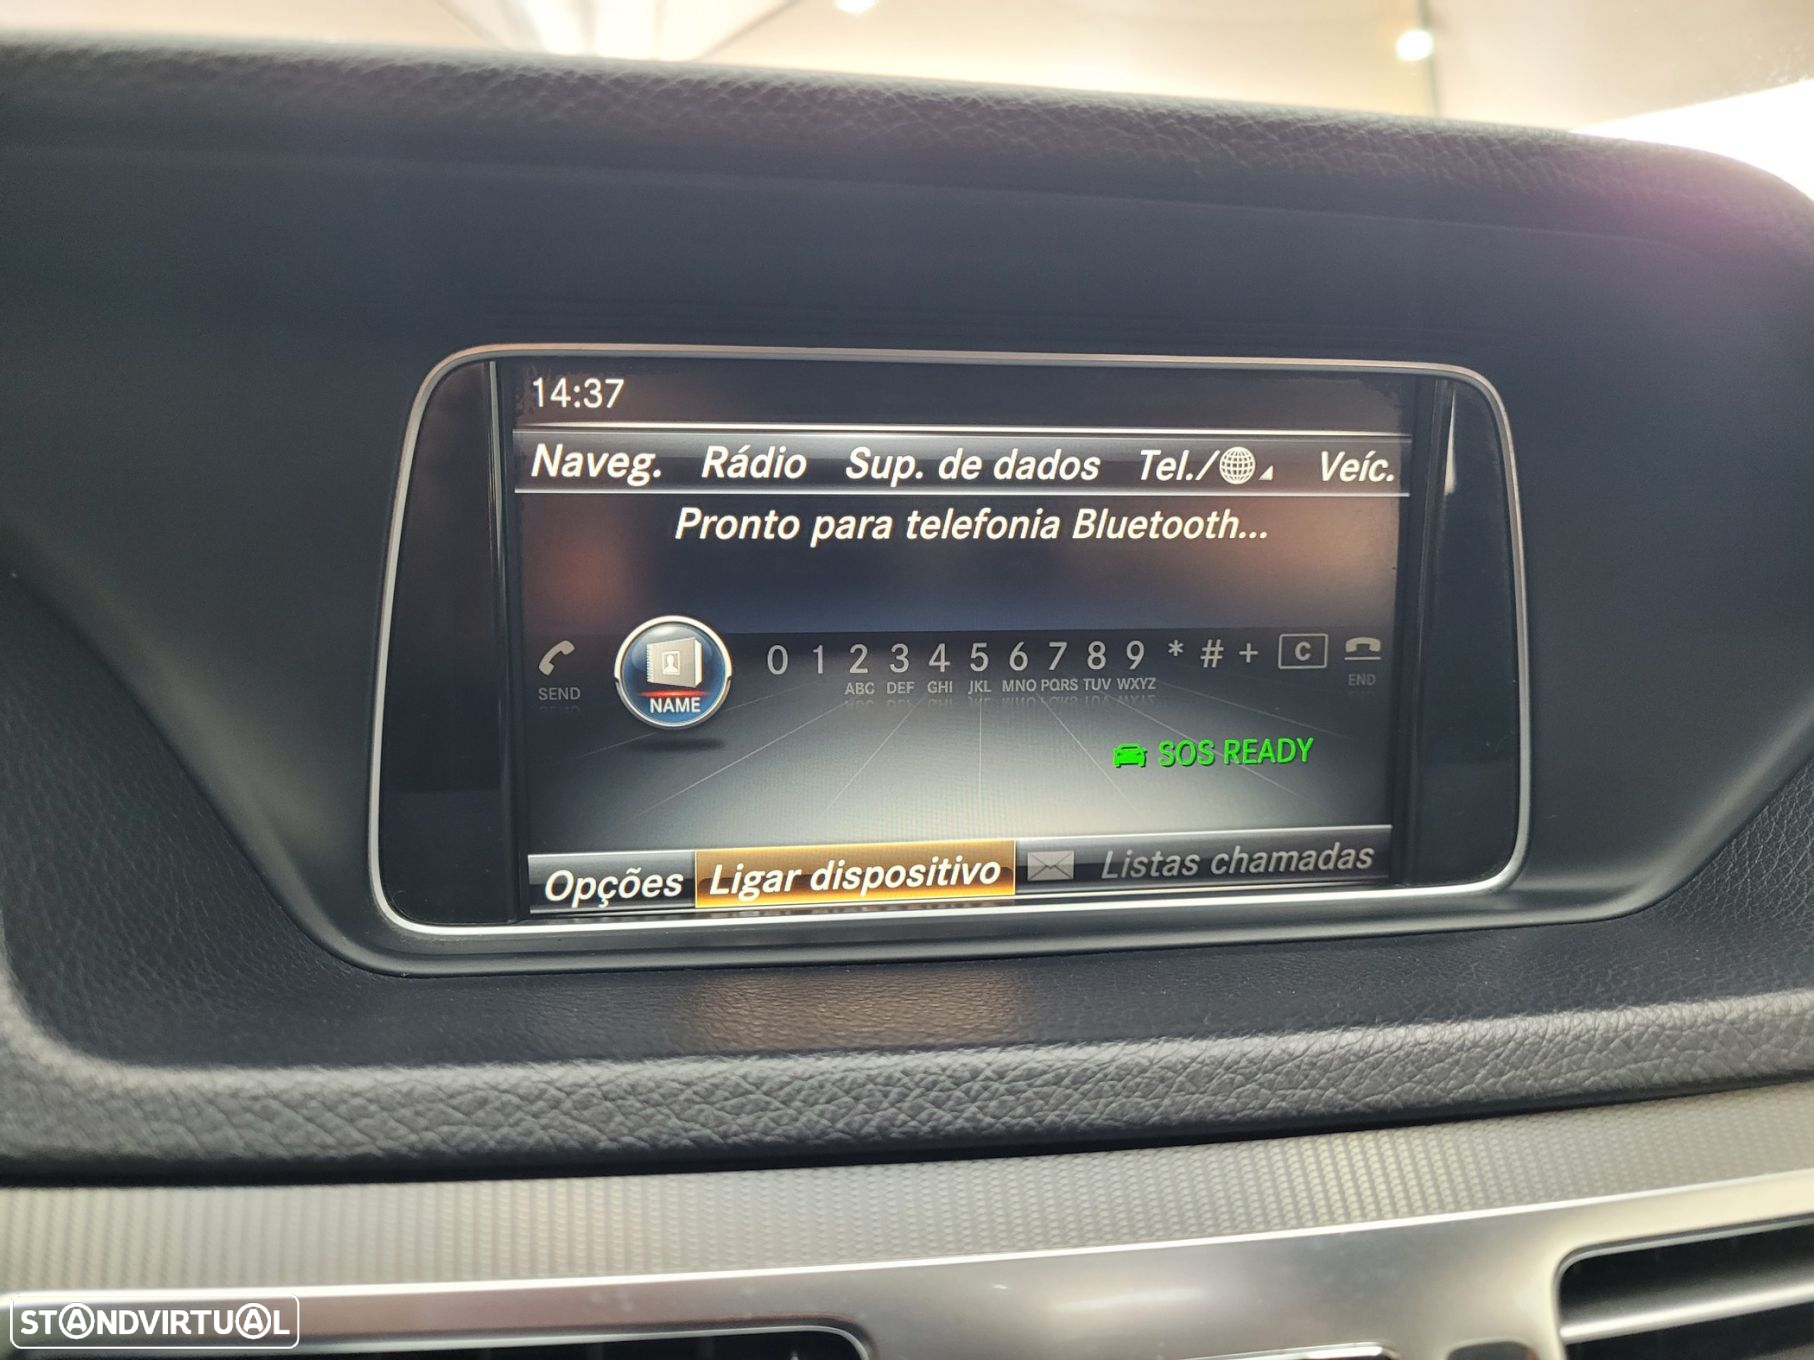 14:37
Naveg. Rádio Sup. de dados Tel./ Veíc.
Pronto para telefonia Bluetooth...
SEND NAME 0 1 2 3 4 5 6 7 8 9 * # + C END
ABC DEF GHI JKL MNO PQRS TUV WXYZ
SOS READY
Opções Ligar dispositivo Listas chamadas
STANDVIRTUAL